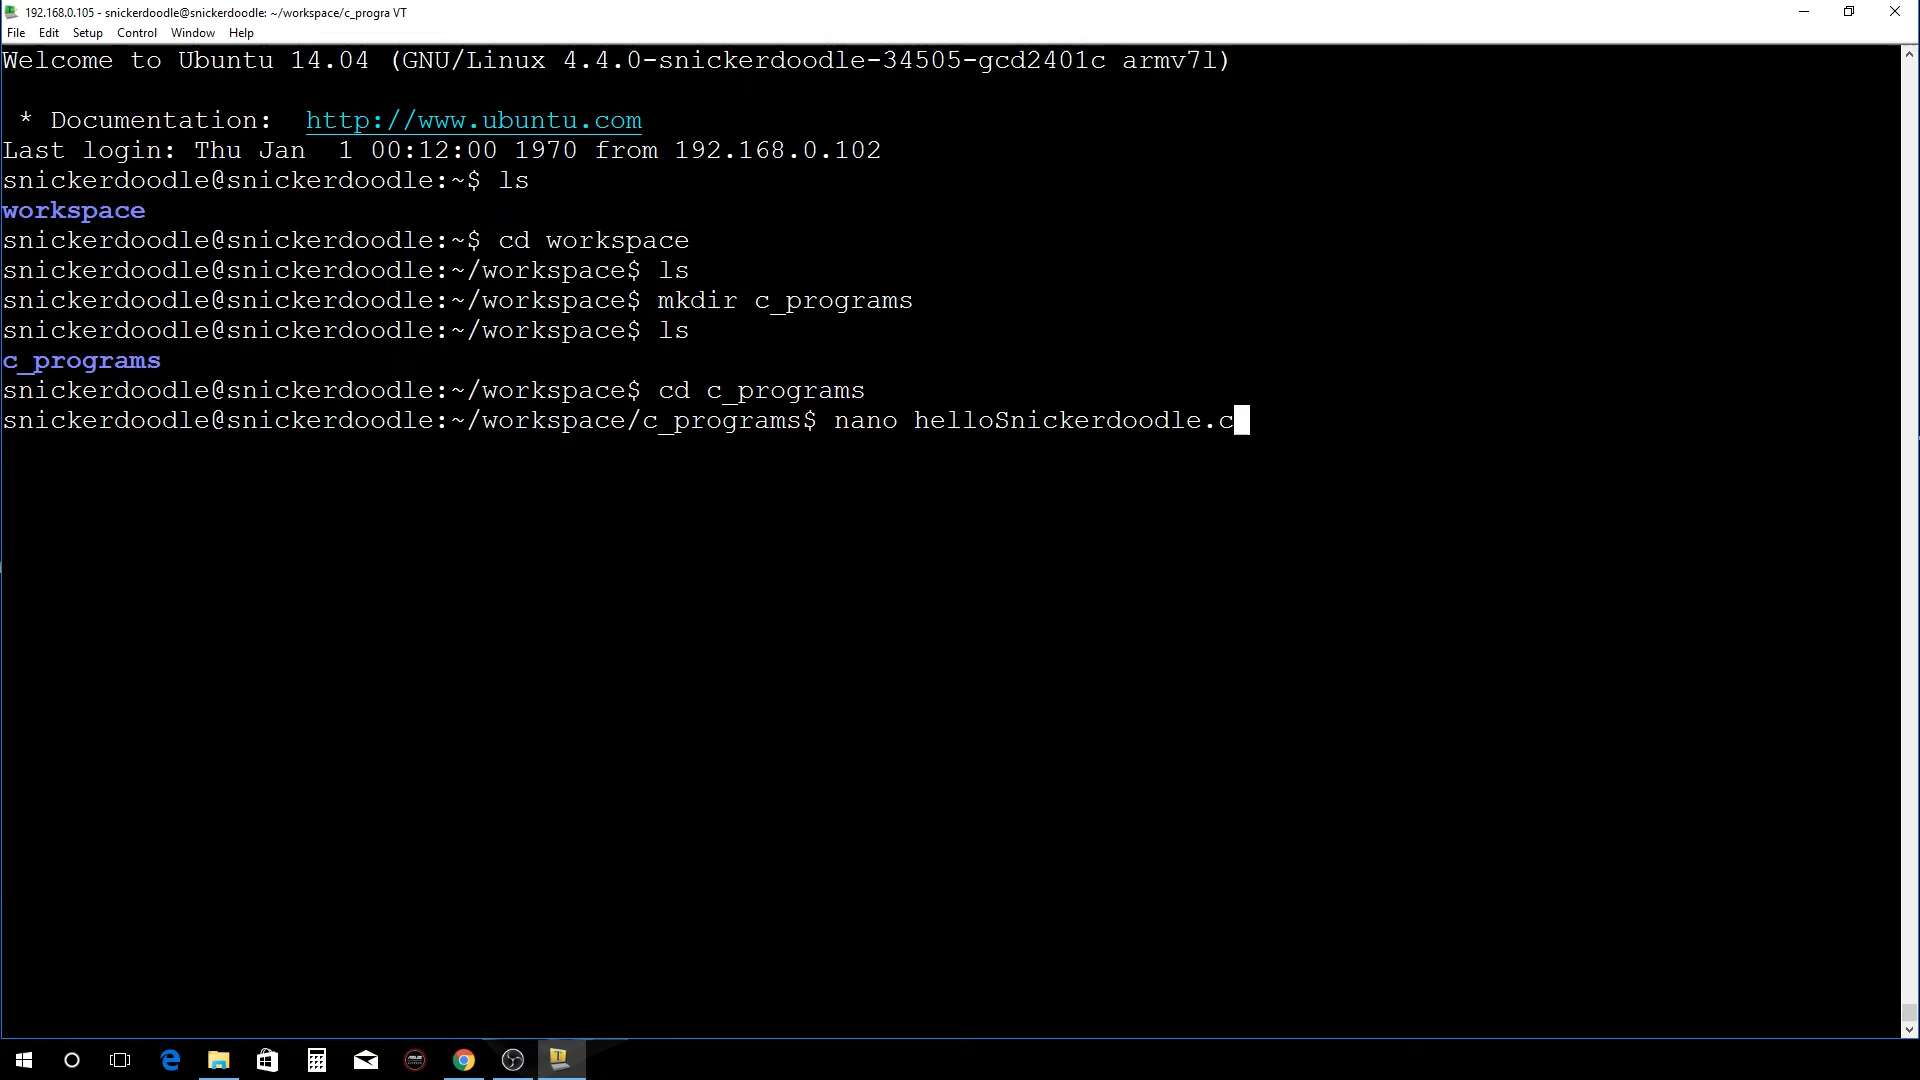 192.168.0.105 - snickerdoodle@snickerdoodle: ~/workspace/c_progra VT
File Edit Setup Control Window Help
Welcome to Ubuntu 14.04 (GNU/Linux 4.4.0-snickerdoodle-34505-gcd2401c armv7l)
* Documentation:  http://www.ubuntu.com
Last login: Thu Jan  1 00:12:00 1970 from 192.168.0.102
snickerdoodle@snickerdoodle:~$ ls
workspace
snickerdoodle@snickerdoodle:~$ cd workspace
snickerdoodle@snickerdoodle:~/workspace$ ls
snickerdoodle@snickerdoodle:~/workspace$ mkdir c_programs
snickerdoodle@snickerdoodle:~/workspace$ ls
c_programs
snickerdoodle@snickerdoodle:~/workspace$ cd c_programs
snickerdoodle@snickerdoodle:~/workspace/c_programs$ nano helloSnickerdoodle.c